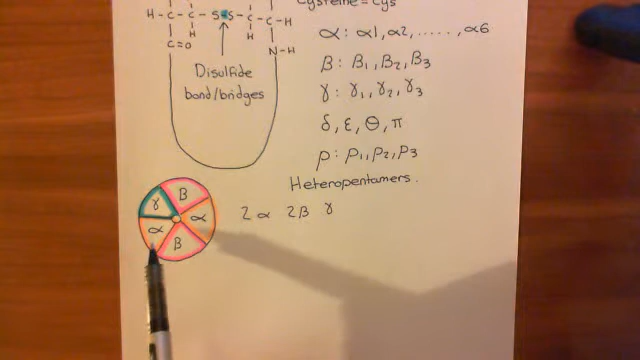 Cysteine = Cys
H-C-C-SS-C-C-H
H
H
C=O
N-H
Disulfide
bond/bridges
α: α1, α2, ....., α6
β: β1, β2, β3
γ: γ1, γ2, γ3
δ, ε, θ, π
ρ: ρ1, ρ2, ρ3
Heteropentamers.
γ β
α α
β
2α 2β γ